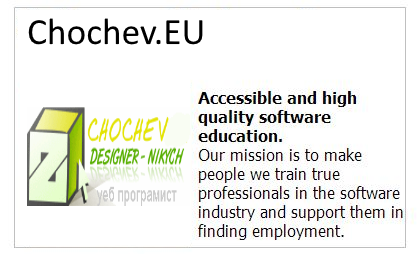 Chochev.EU
CHOCHEV
DESIGNER - NIKYCH
уеб програмист
Accessible and high
quality software
education.
Our mission is to make
people we train true
professionals in the software
industry and support them in
finding employment.